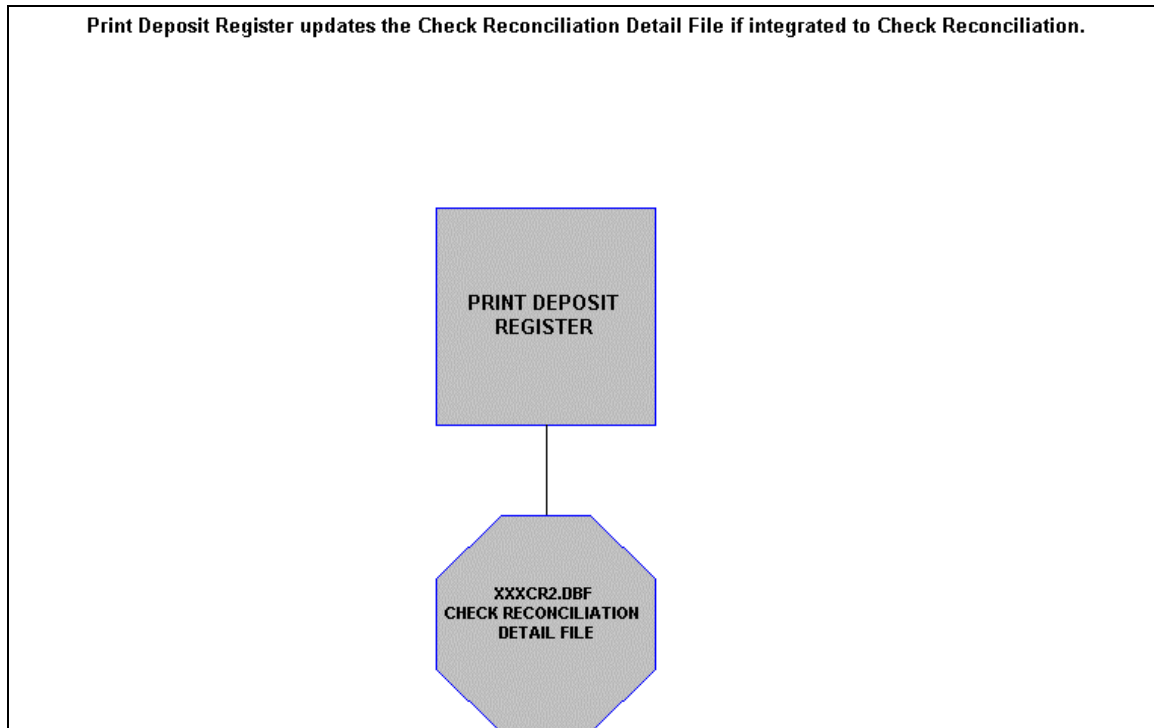 Print Deposit Register updates the Check Reconciliation Detail File if integrated to Check Reconciliation.
PRINT DEPOSIT
REGISTER
XXXCR2.DBF
CHECK RECONCILIATION
DETAIL FILE